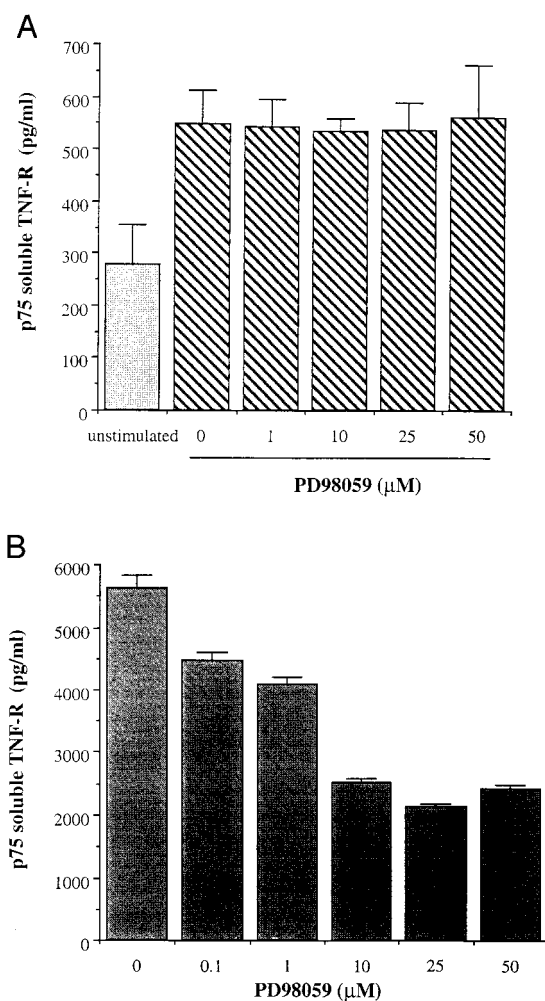 A
700
600
500
400
300
200
100
0
p75 soluble TNF-R (pg/ml)
unstimulated 0 1 10 25 50
PD98059 (μM)
B
6000
5000
4000
3000
2000
1000
0
p75 soluble TNF-R (pg/ml)
0 0.1 1 10 25 50
PD98059 (μM)